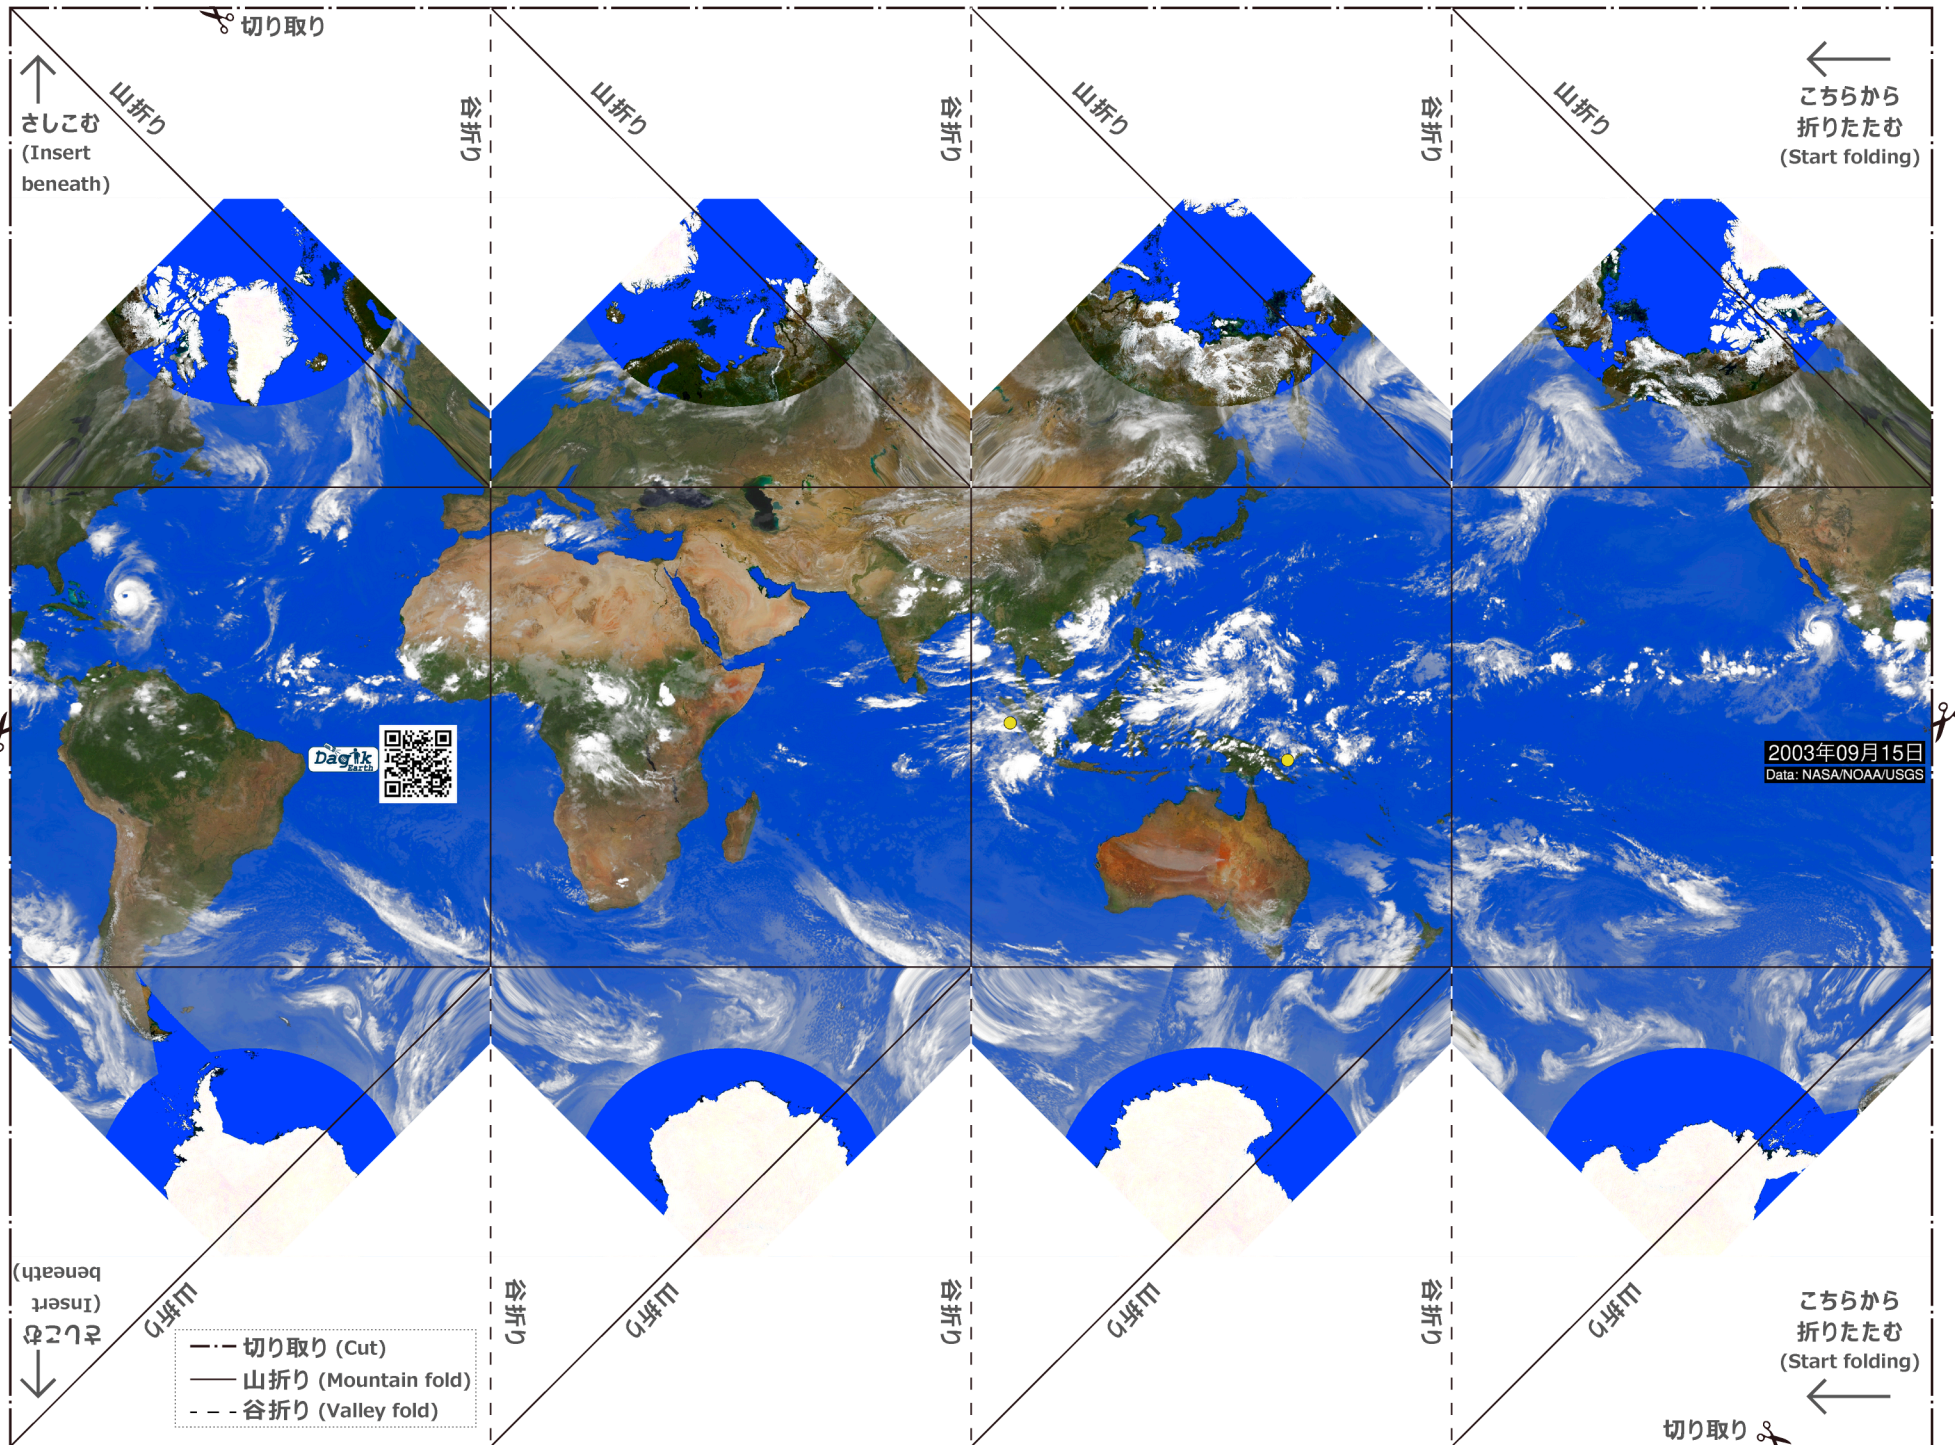 切り取り
さしこむ
(Insert
beneath)
山折り
谷折り
山折り
谷折り
山折り
谷折り
山折り
こちらから
折りたたむ
(Start folding)
Dagik
Earth
2003年09月15日
Data: NASA/NOAA/USGS
さしこむ
(Insert
beneath)
山折り
谷折り
山折り
谷折り
山折り
谷折り
山折り
こちらから
折りたたむ
(Start folding)
切り取り (Cut)
山折り (Mountain fold)
谷折り (Valley fold)
切り取り